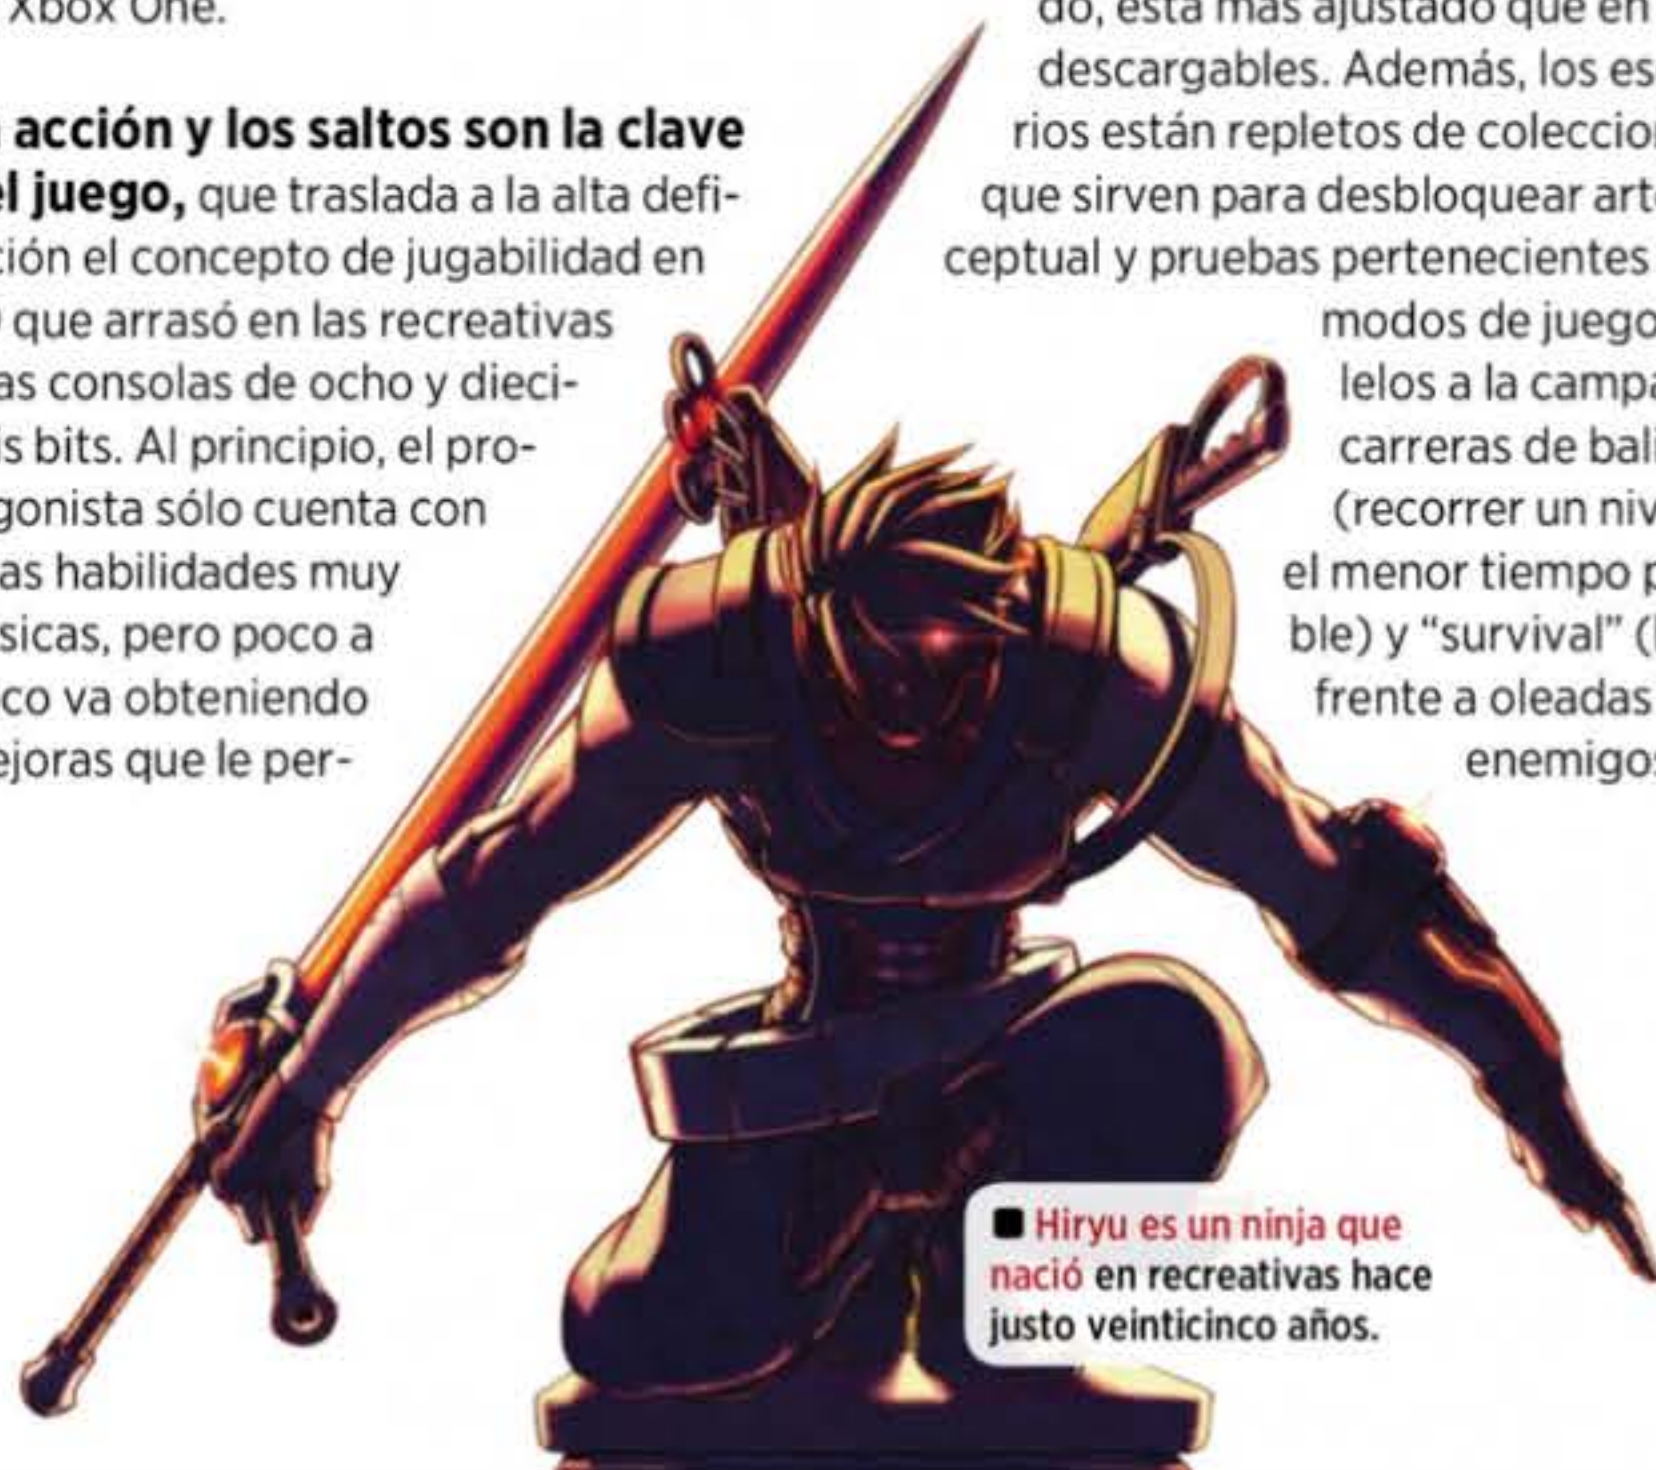 Xbox One.
acción y los saltos son la clave
el juego, que traslada a la alta defi-
ción el concepto de jugabilidad en
que arrasó en las recreativas
as consolas de ocho y dieci-
is bits. Al principio, el pro-
gonista sólo cuenta con
as habilidades muy
sicas, pero poco a
co va obteniendo
ejoras que le per-
do, está más ajustado que en
descargables. Además, los es
rios están repletos de coleccion
que sirven para desbloquear arte
ceptual y pruebas pertenecientes
modos de juego
lelos a la campa
carreras de bali
(recorrer un niv
el menor tiempo p
ble) y “survival” (
frente a oleadas
enemigos
■ Hiryu es un ninja que
nació en recreativas hace
justo veinticinco años.